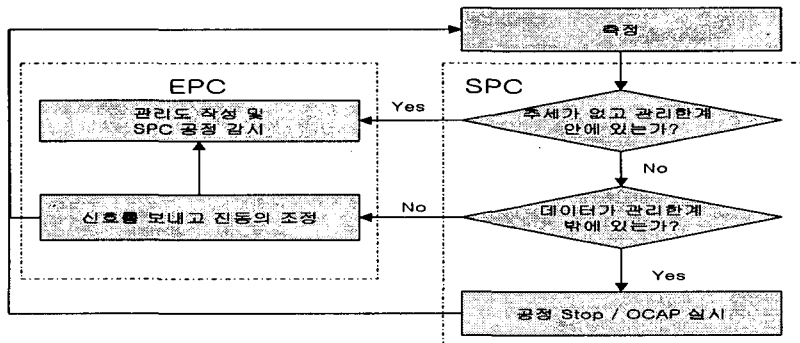 측정
EPC
SPC
관리도 작성 및
SPC 공정 감시
Yes
추세가 없고 관리한계
안에 있는가?
No
신호를 보내고 진동의 조정
No
데이터가 관리한계
밖에 있는가?
Yes
공정 Stop / OCAP 실시